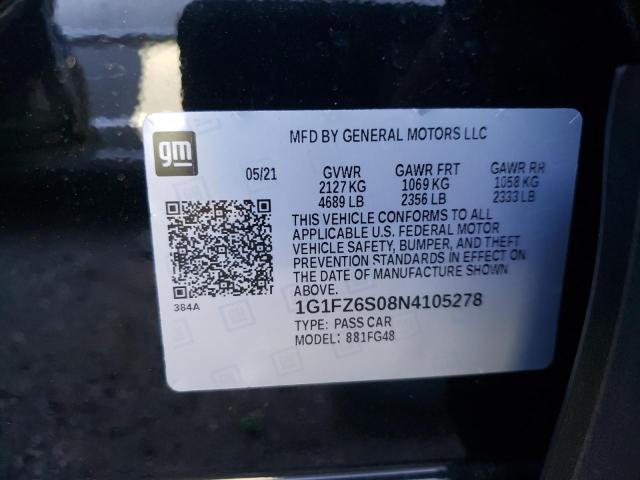 gm
MFD BY GENERAL MOTORS LLC
05/21 GVWR GAWR FRT GAWR RR
2127 KG 1069 KG 1058 KG
4689 LB 2356 LB 2333 LB
THIS VEHICLE CONFORMS TO ALL
APPLICABLE U.S. FEDERAL MOTOR
VEHICLE SAFETY, BUMPER, AND THEFT
PREVENTION STANDARDS IN EFFECT ON
THE DATE OF MANUFACTURE SHOWN
ABOVE.
384A
1G1FZ6S08N4105278
TYPE: PASS CAR
MODEL: 881FG48